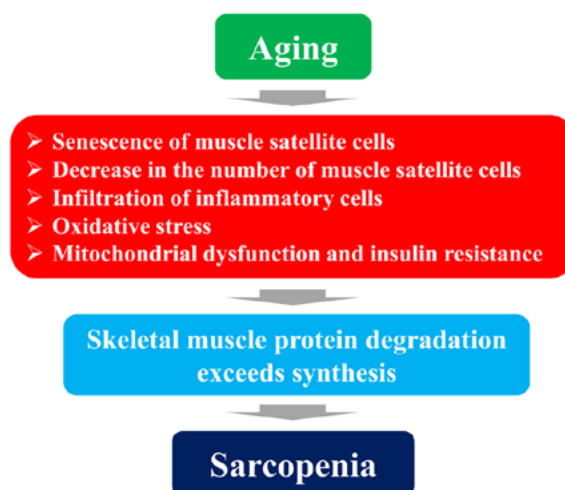 Aging
➢ Senescence of muscle satellite cells
➢ Decrease in the number of muscle satellite cells
➢ Infiltration of inflammatory cells
➢ Oxidative stress
➢ Mitochondrial dysfunction and insulin resistance
Skeletal muscle protein degradation
exceeds synthesis
Sarcopenia